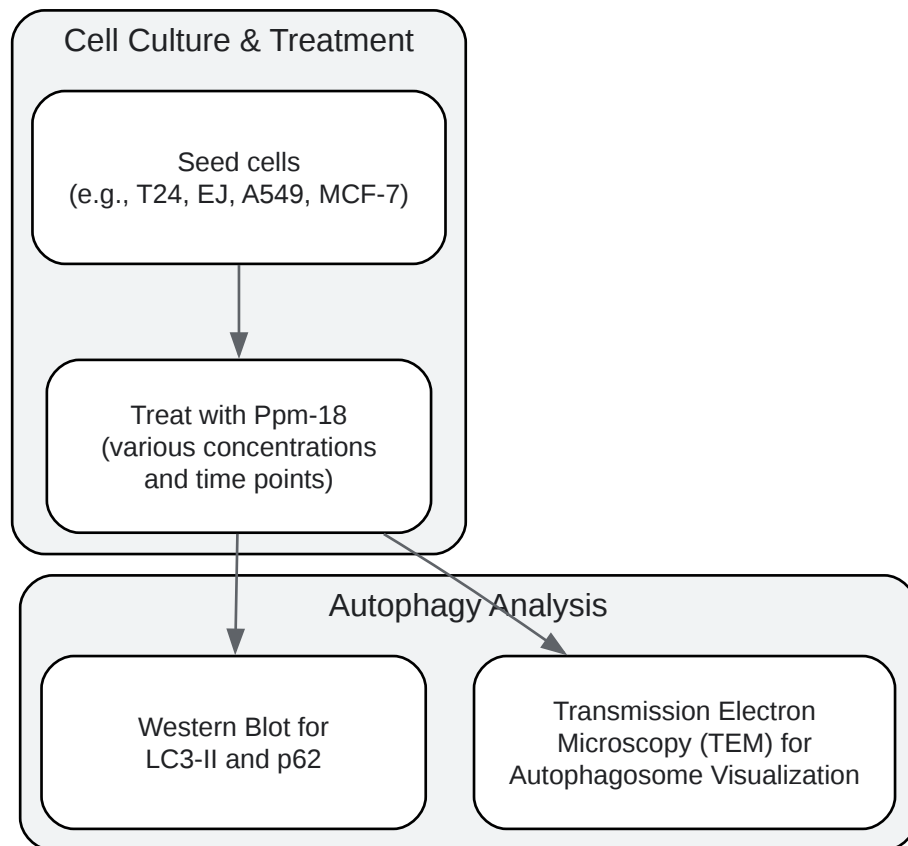 Cell Culture & Treatment
Seed cells
(e.g., T24, EJ, A549, MCF-7)
Treat with Ppm-18
(various concentrations
and time points)
Autophagy Analysis
Western Blot for
LC3-II and p62
Transmission Electron
Microscopy (TEM) for
Autophagosome Visualization